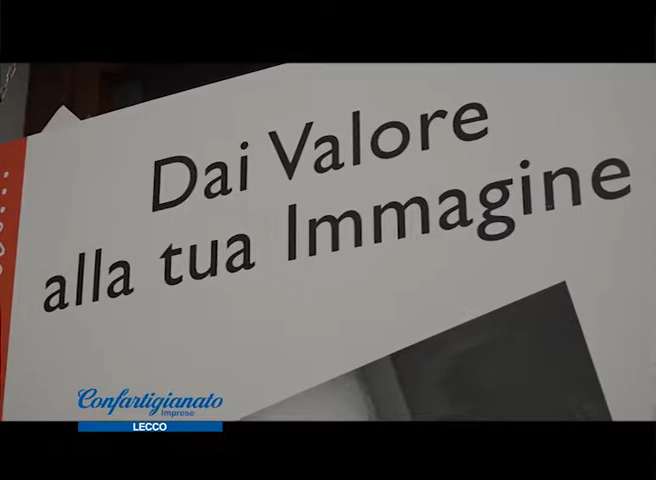 Dai Valore
alla tua Immagine
Confartigianato
Imprese
LECCO